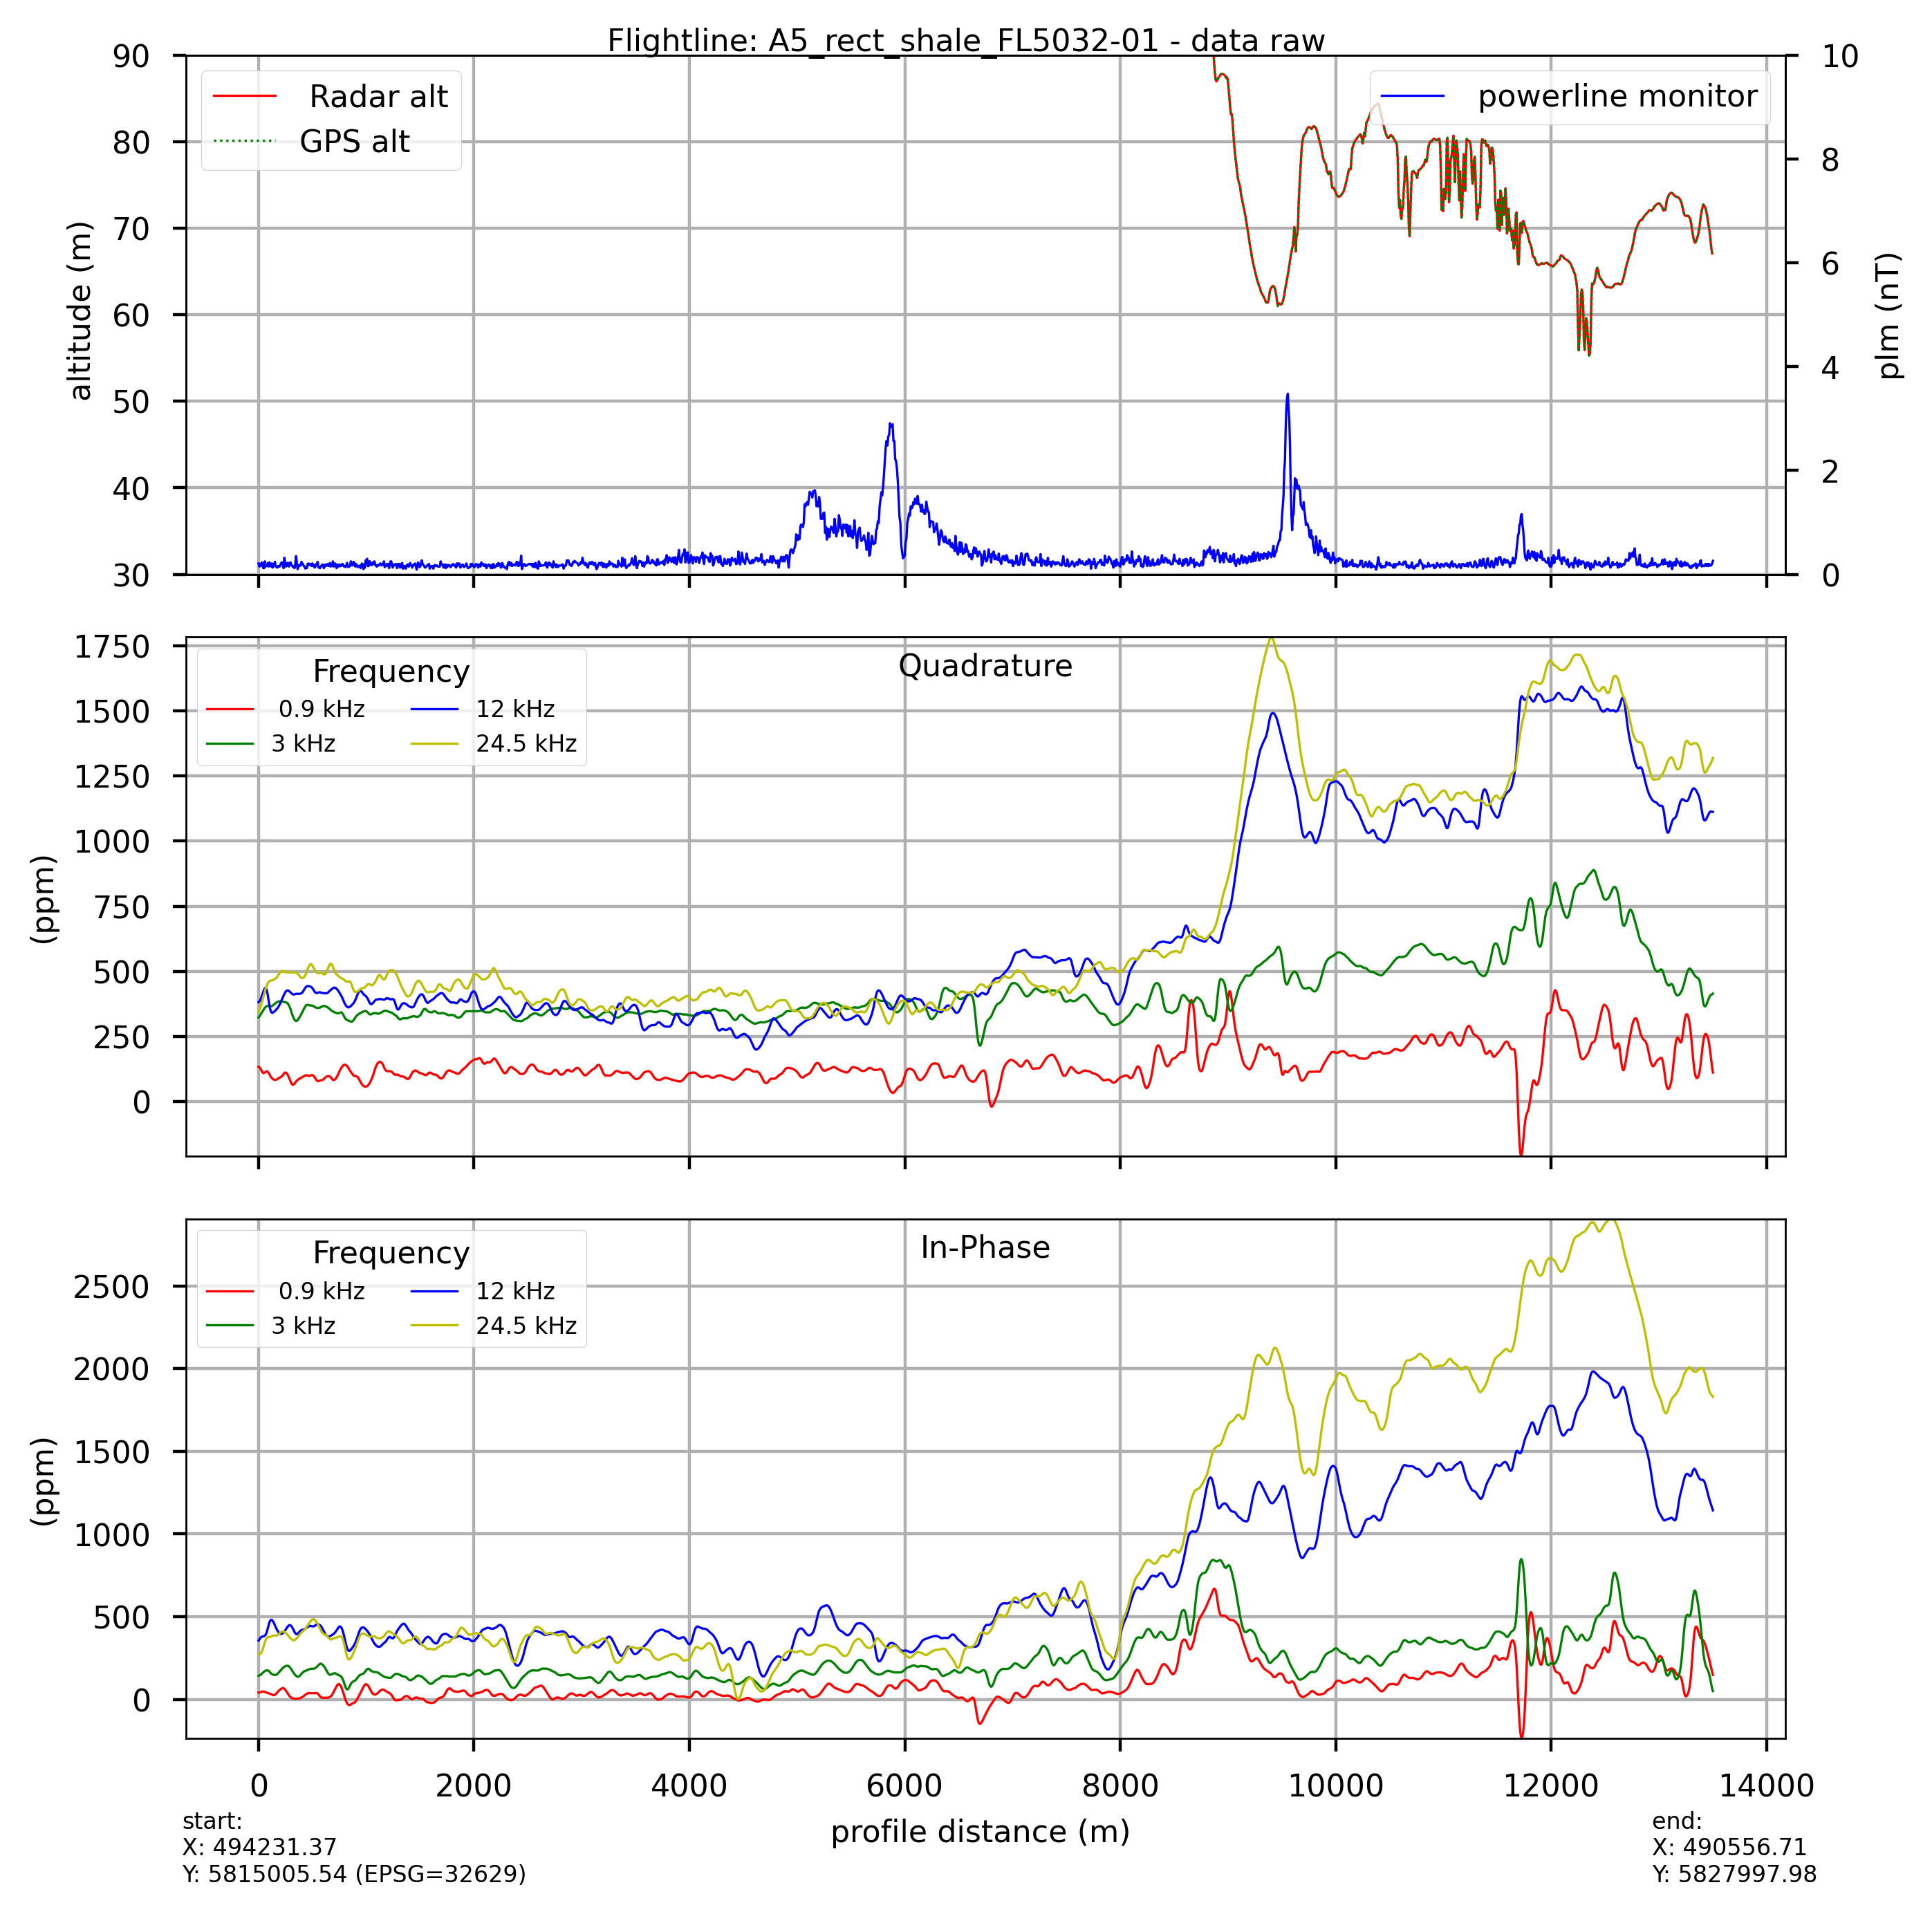 Flightline: A5_rect_shale_FL5032-01 - data raw
90
80
70
60
50
40
30
altitude (m)
Radar alt
GPS alt
powerline monitor
10
8
6
4
2
0
plm (nT)
1750
1500
1250
1000
750
500
250
0
(ppm)
Quadrature
Frequency
0.9 kHz 12 kHz
3 kHz 24.5 kHz
2500
2000
1500
1000
500
0
(ppm)
In-Phase
Frequency
0.9 kHz 12 kHz
3 kHz 24.5 kHz
0 2000 4000 6000 8000 10000 12000 14000
profile distance (m)
start:
X: 494231.37
Y: 5815005.54 (EPSG=32629)
end:
X: 490556.71
Y: 5827997.98